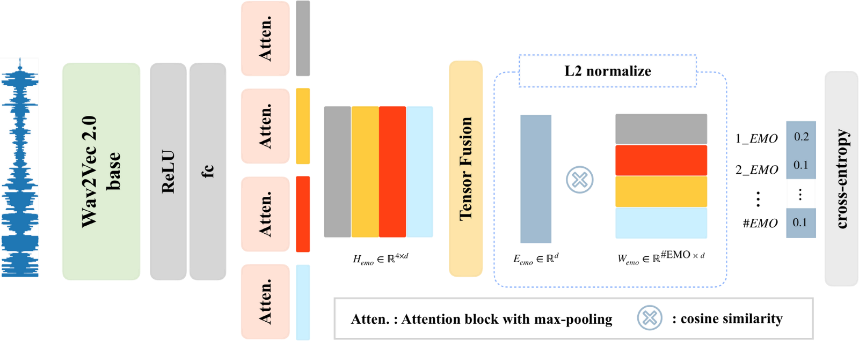 Wav2Vec 2.0
base
ReLU
fc
Atten.
Atten.
Atten.
Atten.
H_emo ∈ ℝ^{4×d}
Tensor Fusion
L2 normalize
E_emo ∈ ℝ^d
W_emo ∈ ℝ^{#EMO × d}
1_EMO 0.2
2_EMO 0.1
⋮ ⋮
#EMO 0.1
cross-entropy
Atten. : Attention block with max-pooling ⊗ : cosine similarity